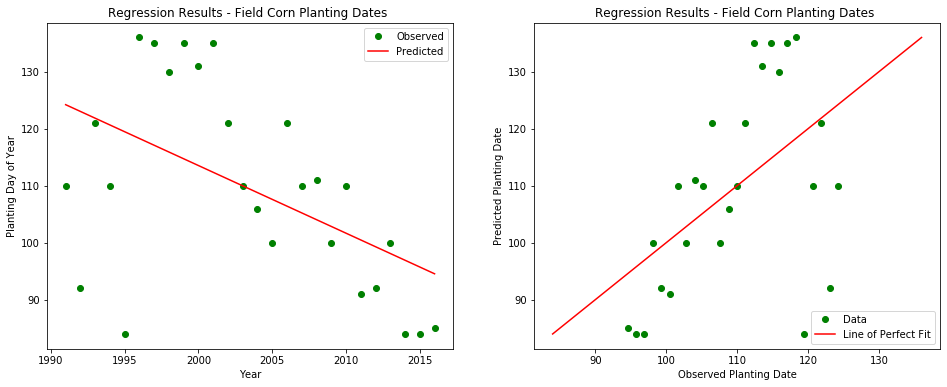 Regression Results - Field Corn Planting Dates
Observed
Predicted
Planting Day of Year
130
120
110
100
90
1990
1995
2000
2005
2010
2015
Year
Regression Results - Field Corn Planting Dates
Predicted Planting Date
130
120
110
100
90
Data
Line of Perfect Fit
90
100
110
120
130
Observed Planting Date